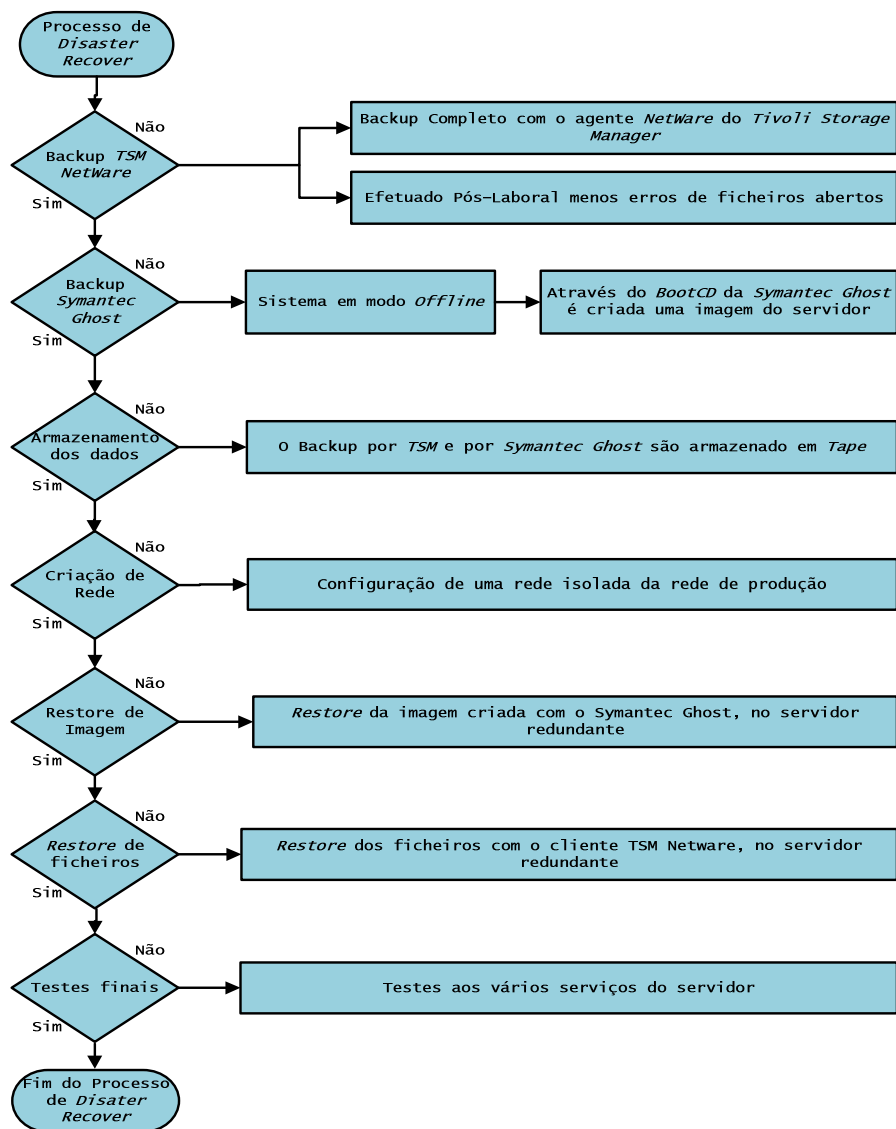 Processo de
Disaster
Recover
Não
Backup Completo com o agente NetWare do Tivoli Storage
Manager
Backup TSM
NetWare
Efetuado Pós-Laboral menos erros de ficheiros abertos
Sim
Não
Backup
Symantec
Ghost
Sistema em modo Offline
Através do BootCD da Symantec Ghost
é criada uma imagem do servidor
Sim
Não
Armazenamento
dos dados
O Backup por TSM e por Symantec Ghost são armazenado em Tape
Sim
Não
Criação de
Rede
Configuração de uma rede isolada da rede de produção
Sim
Não
Restore de
Imagem
Restore da imagem criada com o Symantec Ghost, no servidor
redundante
Sim
Não
Restore de
ficheiros
Restore dos ficheiros com o cliente TSM Netware, no servidor
redundante
Sim
Não
Testes finais
Testes aos vários serviços do servidor
Sim
Fim do Processo
de Disater
Recover